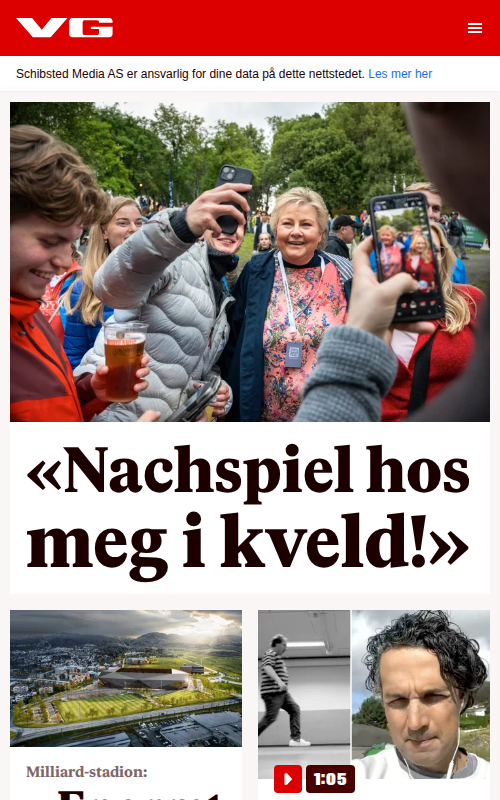 VG
Schibsted Media AS er ansvarlig for dine data på dette nettstedet. Les mer her
«Nachspiel hos
meg i kveld!»
Milliard-stadion:
1:05